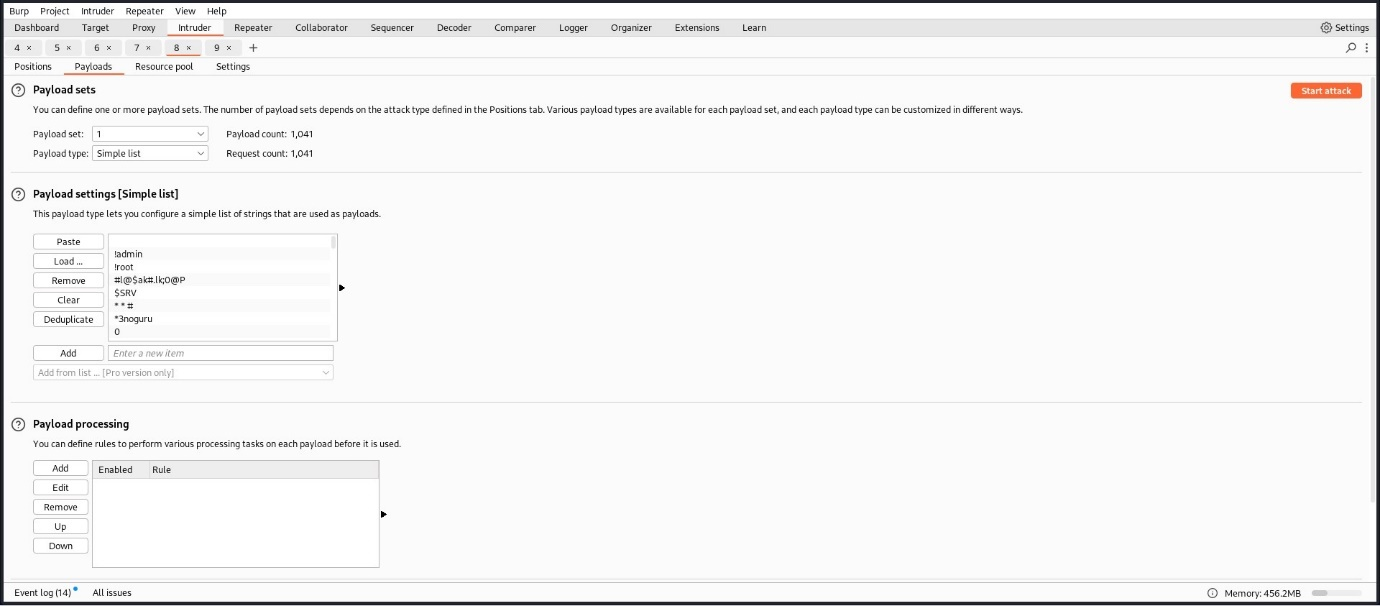 Burp Project Intruder Repeater View Help
Dashboard Target Proxy Intruder Repeater Collaborator Sequencer Decoder Comparer Logger Organizer Extensions Learn Settings
4 × 5 × 6 × 7 × 8 × 9 × +
Positions Payloads Resource pool Settings
? Payload sets Start attack
You can define one or more payload sets. The number of payload sets depends on the attack type defined in the Positions tab. Various payload types are available for each payload set, and each payload type can be customized in different ways.
Payload set: 1 Payload count: 1,041
Payload type: Simple list Request count: 1,041
? Payload settings [Simple list]
This payload type lets you configure a simple list of strings that are used as payloads.
Paste
!admin
Load ... !root
Remove #l@$ak#.lk;0@P
$SRV
Clear * * #
Deduplicate *3noguru
0
Add Enter a new item
Add from list ... [Pro version only]
? Payload processing
You can define rules to perform various processing tasks on each payload before it is used.
Add Enabled Rule
Edit
Remove
Up
Down
Event log (14) All issues Memory: 456.2MB